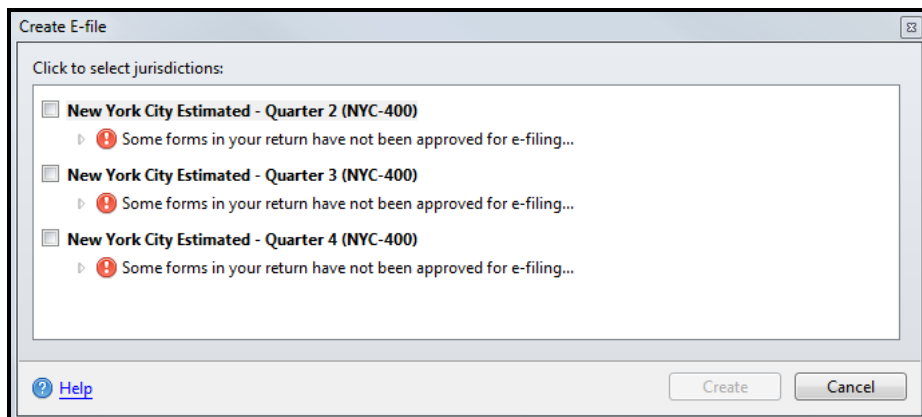 Create E-file
Click to select jurisdictions:
New York City Estimated - Quarter 2 (NYC-400)
Some forms in your return have not been approved for e-filing...
New York City Estimated - Quarter 3 (NYC-400)
Some forms in your return have not been approved for e-filing...
New York City Estimated - Quarter 4 (NYC-400)
Some forms in your return have not been approved for e-filing...
Help
Create
Cancel